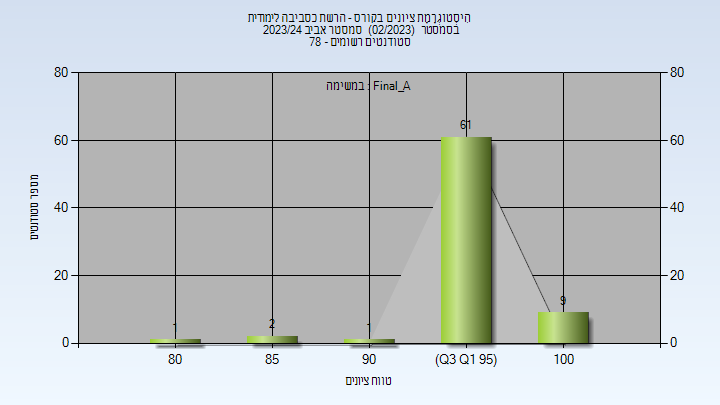 היסטוגרמת ציונים בקורס - הרשת כסביבה לימודית
בסמסטר (02/2023) סמסטר אביב 2023/24
סטודנטים רשומים - 78
במשימה : Final_A
מספר סטודנטים
80
60
40
20
0
80
60
40
20
0
1
2
1
61
9
80
85
90
(Q3 Q1 95)
100
טווח ציונים